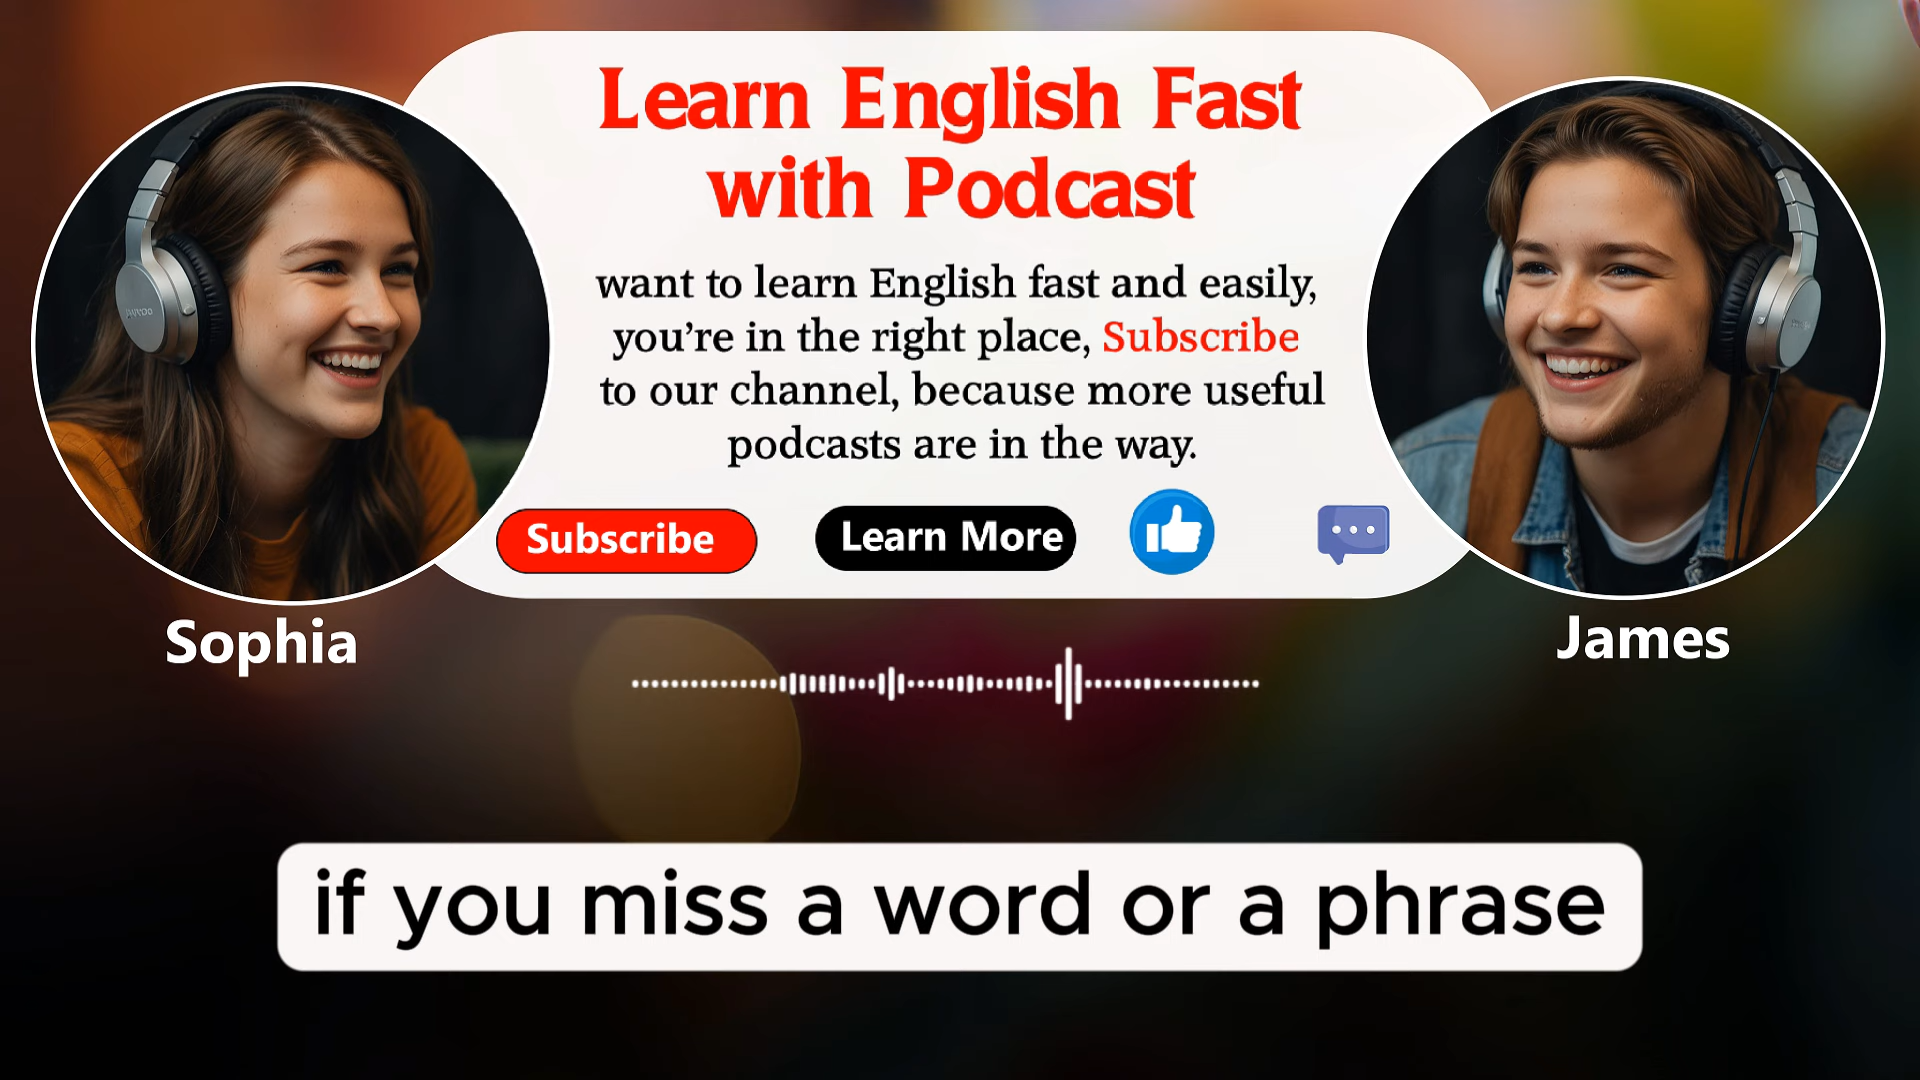 Learn English Fast
with Podcast
want to learn English fast and easily,
you're in the right place, Subscribe
to our channel, because more useful
podcasts are in the way.
Subscribe
Learn More
Sophia
James
if you miss a word or a phrase